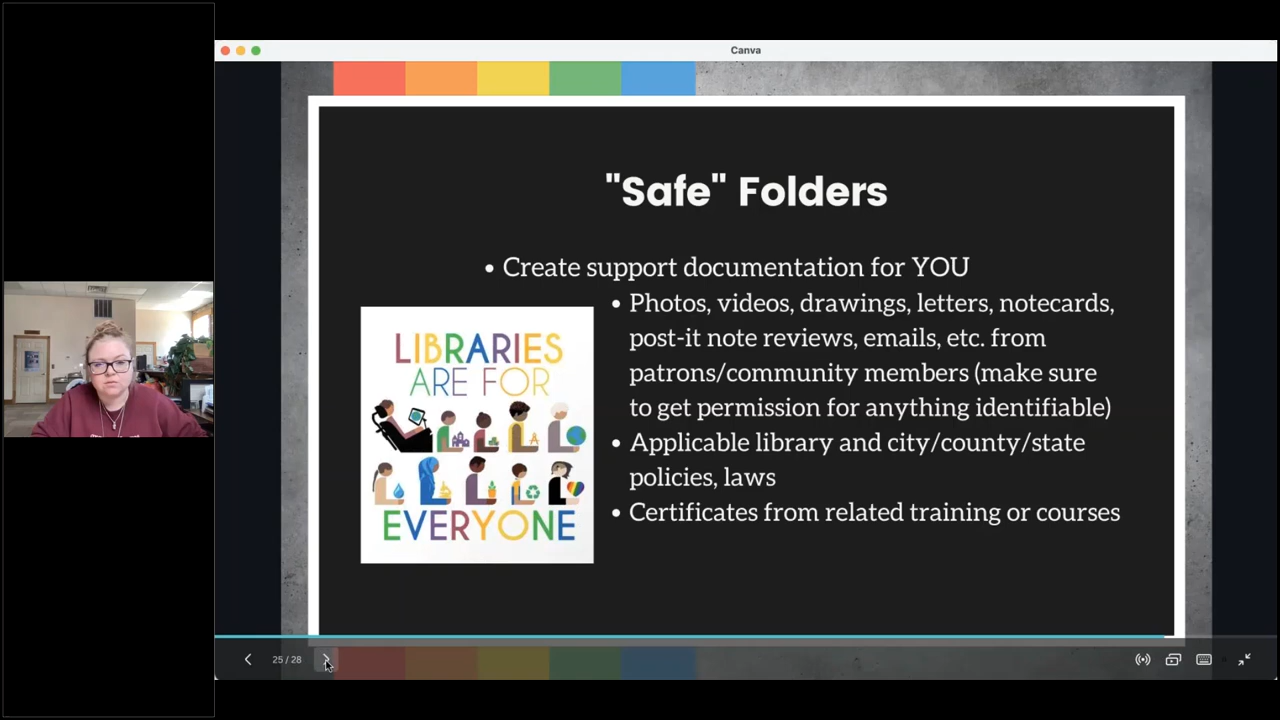 Canva
"Safe" Folders
• Create support documentation for YOU
• Photos, videos, drawings, letters, notecards,
post-it note reviews, emails, etc. from
patrons/community members (make sure
to get permission for anything identifiable)
• Applicable library and city/county/state
policies, laws
• Certificates from related training or courses
LIBRARIES
ARE FOR
EVERYONE
25 / 28